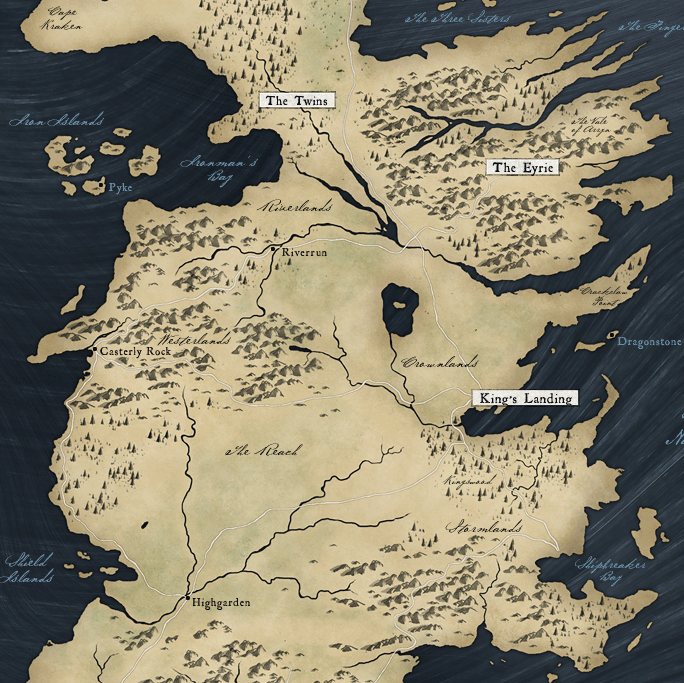 Cape
Kraken
The Three Sisters
The Twins
Iron Islands
The Vale
of Arryn
Ironman's
Bay
The Eyrie
Pyke
Riverlands
Riverrun
Crackclaw
Point
Dragonstone
Westerlands
Casterly Rock
Crownlands
King's Landing
The Reach
Kingswood
Stormlands
Shield
Islands
Shipbreaker
Bay
Highgarden